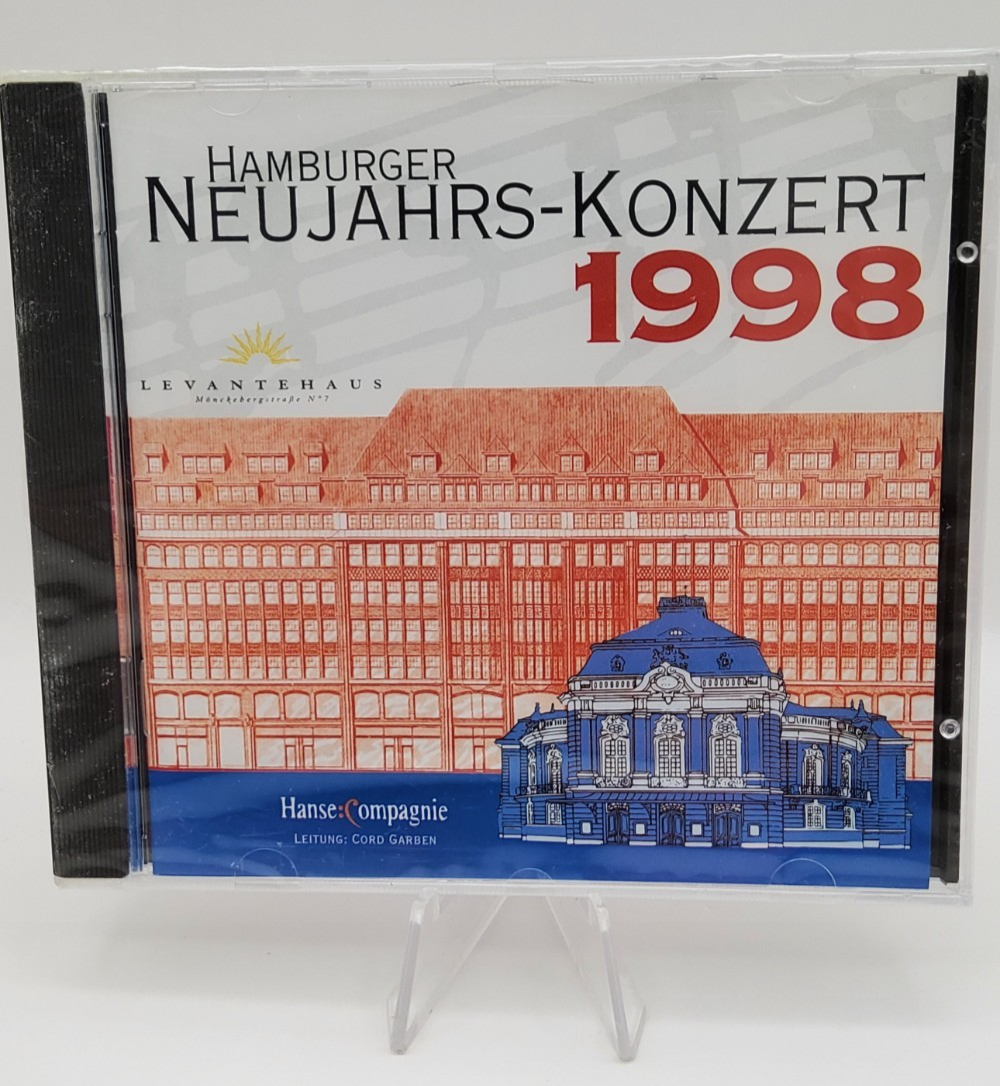 HAMBURGER
NEUJAHRS-KONZERT
1998
LEVANTEHAUS
Mönckebergstraße N°7
Hanse:Compagnie
LEITUNG: CORD GARBEN